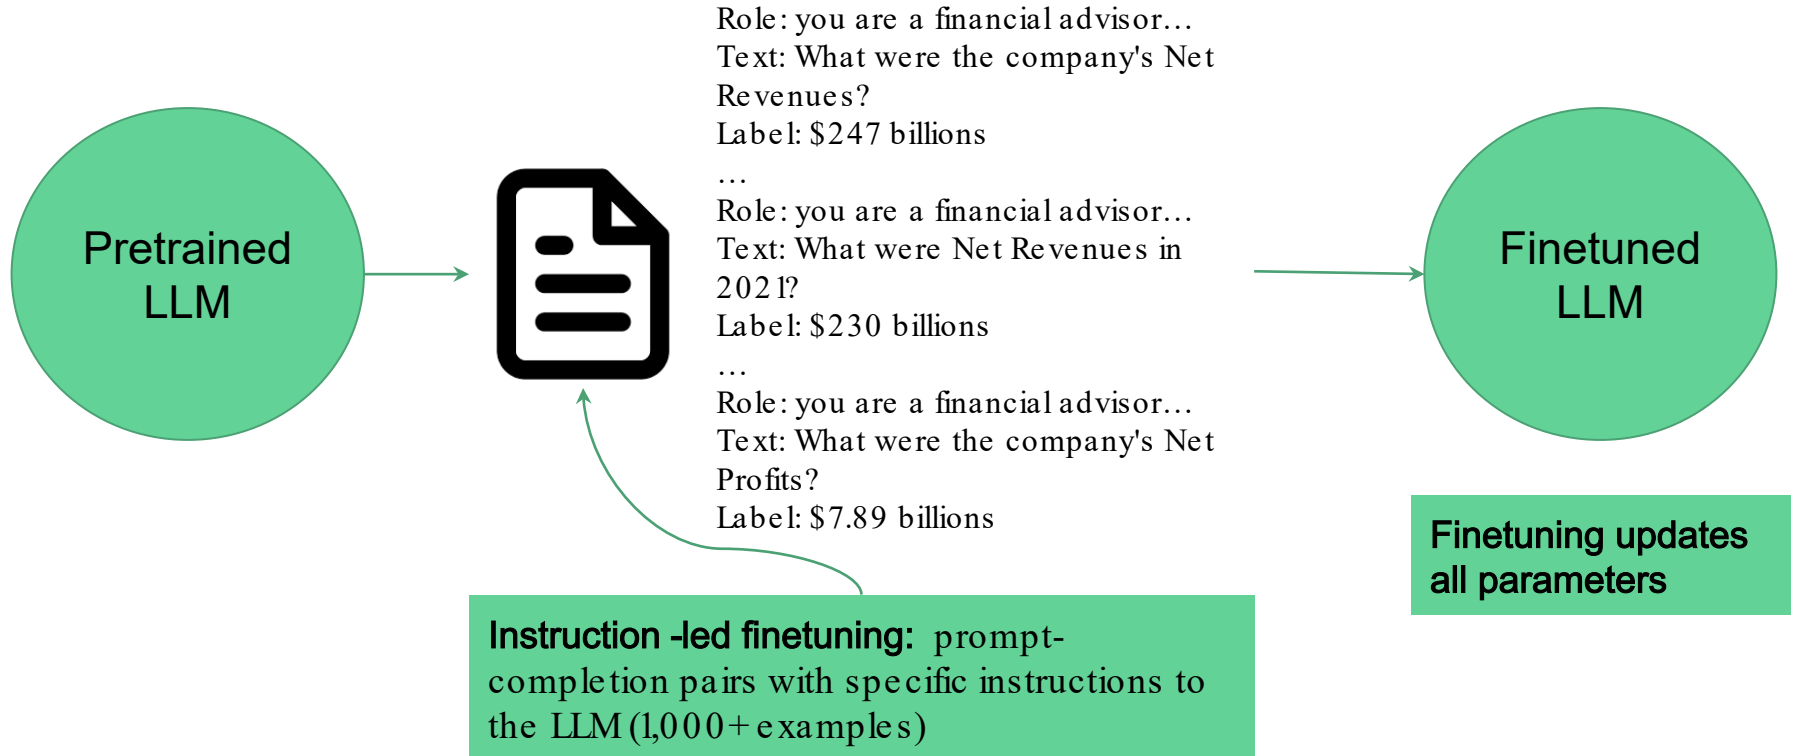 Role: you are a financial advisor…
Text: What were the company's Net
Revenues?
Label: $247 billions
…
Role: you are a financial advisor…
Text: What were Net Revenues in
2021?
Label: $230 billions
…
Role: you are a financial advisor…
Text: What were the company's Net
Profits?
Label: $7.89 billions
Pretrained
LLM
Finetuned
LLM
Finetuning updates
all parameters
Instruction -led finetuning: prompt-
completion pairs with specific instructions to
the LLM (1,000+ examples)